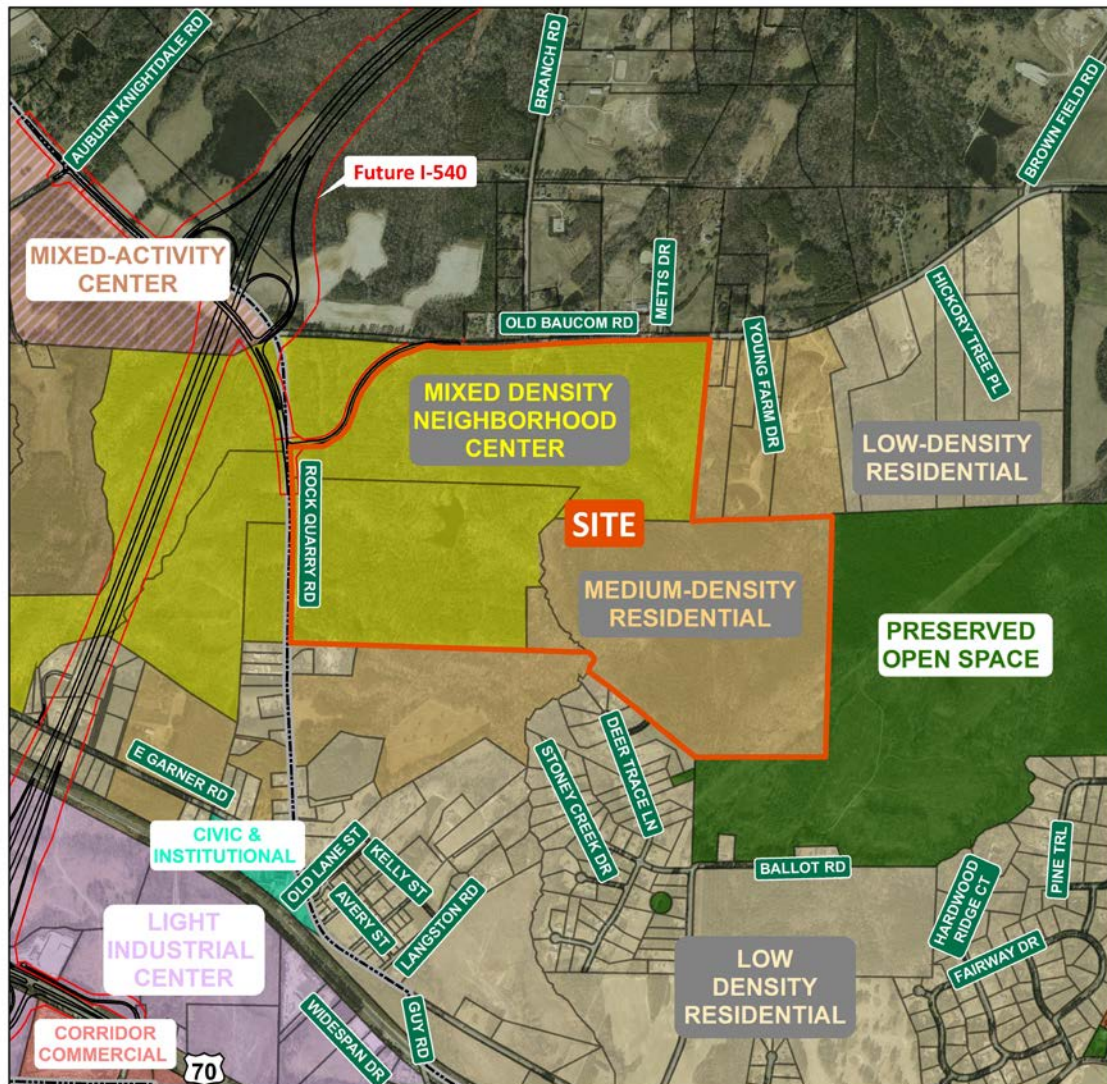 AUBURN KNIGHTDALE RD
BRANCH RD
BROWN FIELD RD
Future I-540
MIXED-ACTIVITY
CENTER
METTS DR
HICKORY TREE PL
OLD BAUCOM RD
YOUNG FARM DR
MIXED DENSITY
NEIGHBORHOOD
CENTER
LOW-DENSITY
RESIDENTIAL
ROCK QUARRY RD
SITE
MEDIUM-DENSITY
RESIDENTIAL
PRESERVED
OPEN SPACE
E GARNER RD
DEER TRACE LN
STONEY CREEK DR
CIVIC &
INSTITUTIONAL
OLD LANE ST
KELLY ST
AVERY ST
LANGSTON RD
BALLOT RD
PINE TRL
HARDWOOD
RIDGE CT
FAIRWAY DR
LIGHT
INDUSTRIAL
CENTER
LOW
DENSITY
RESIDENTIAL
GUY RD
WIDESPAN DR
CORRIDOR
COMMERCIAL
70